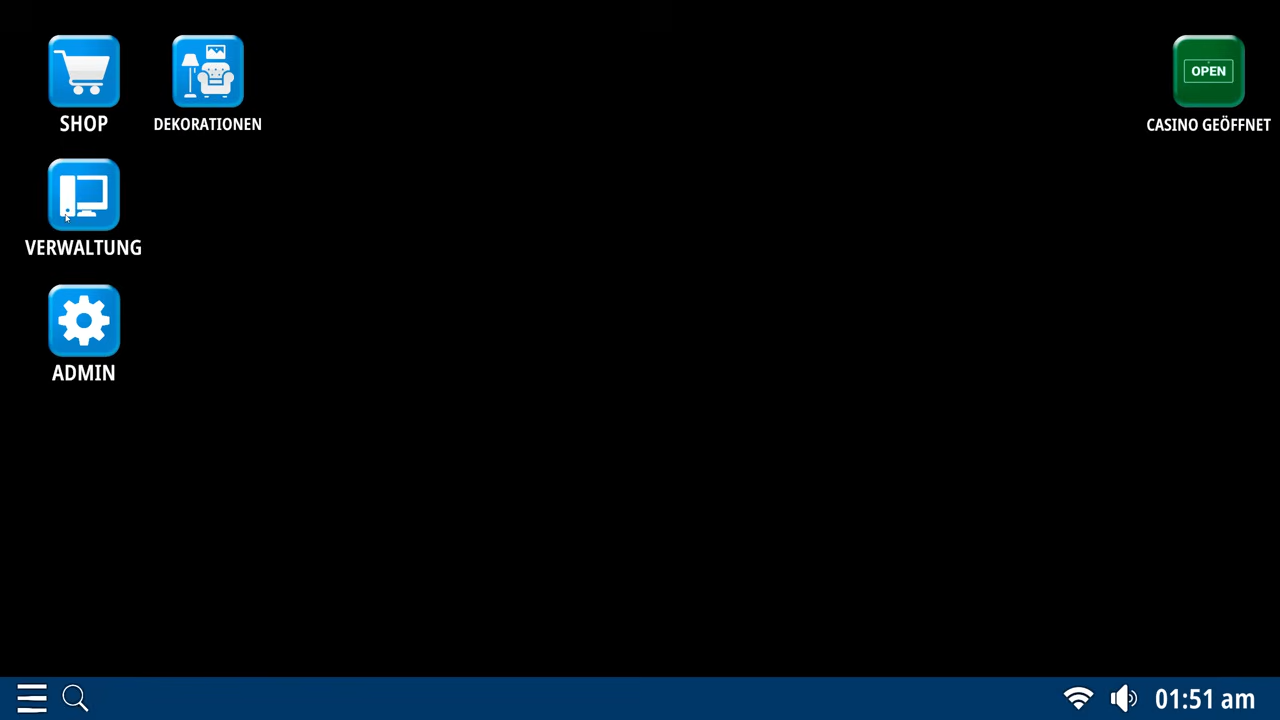 SHOP
DEKORATIONEN
OPEN
CASINO GEÖFFNET
VERWALTUNG
ADMIN
01:51 am